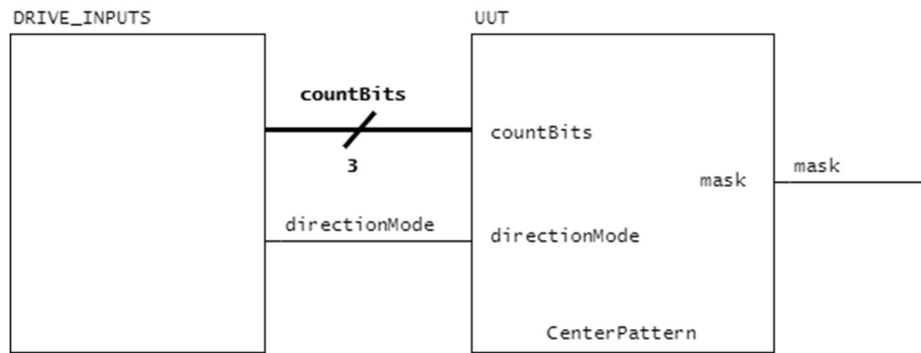 DRIVE_INPUTS
UUT
countBits
3
countBits
mask
mask
directionMode
directionMode
CenterPattern